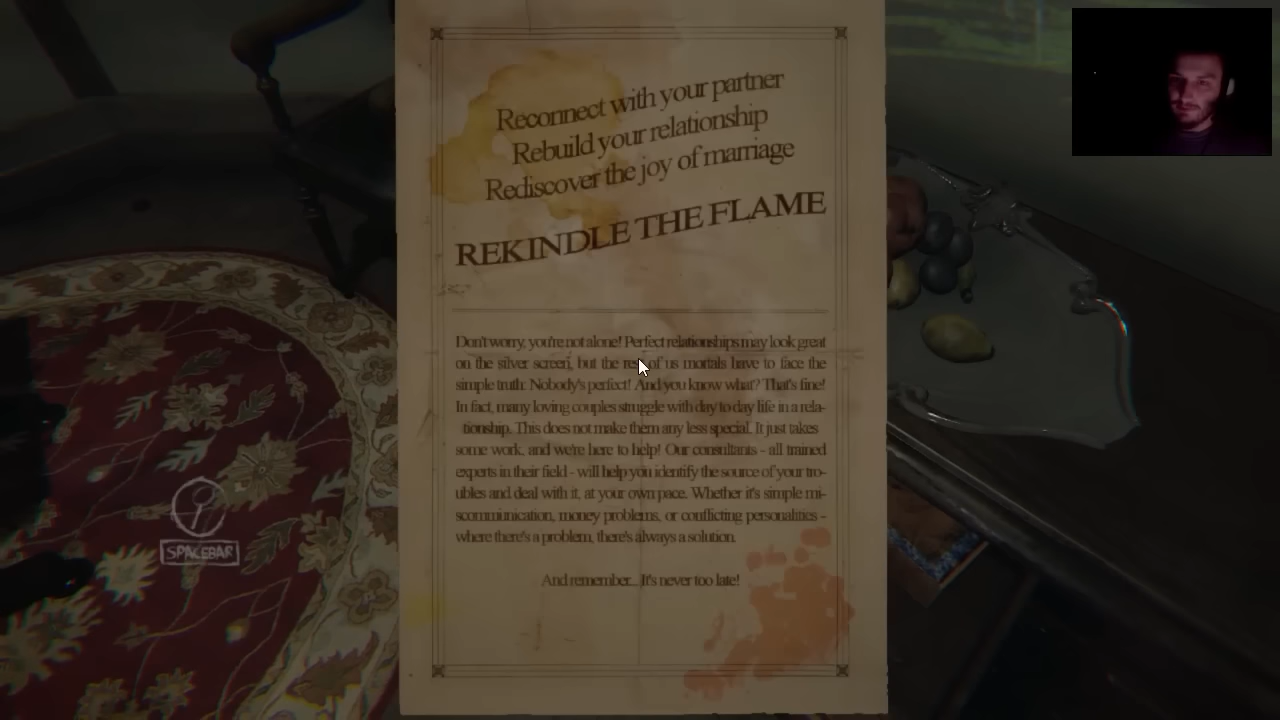 Reconnect with your partner
Rebuild your relationship
Rediscover the joy of marriage
REKINDLE THE FLAME
Don't worry, you're not alone! Perfect relationships may look great
on the silver screen, but the rest of us mortals have to face the
simple truth: Nobody's perfect! And you know what? That's fine!
In fact, many loving couples struggle with day to day life in a rela-
tionship. This does not make them any less special. It just takes
some work, and we're here to help! Our consultants - all trained
experts in their field - will help you identify the source of your tro-
ubles and deal with it, at your own pace. Whether it's simple mi-
scommunication, money problems, or conflicting personalities -
where there's a problem, there's always a solution.
And remember... It's never too late!
SPACEBAR